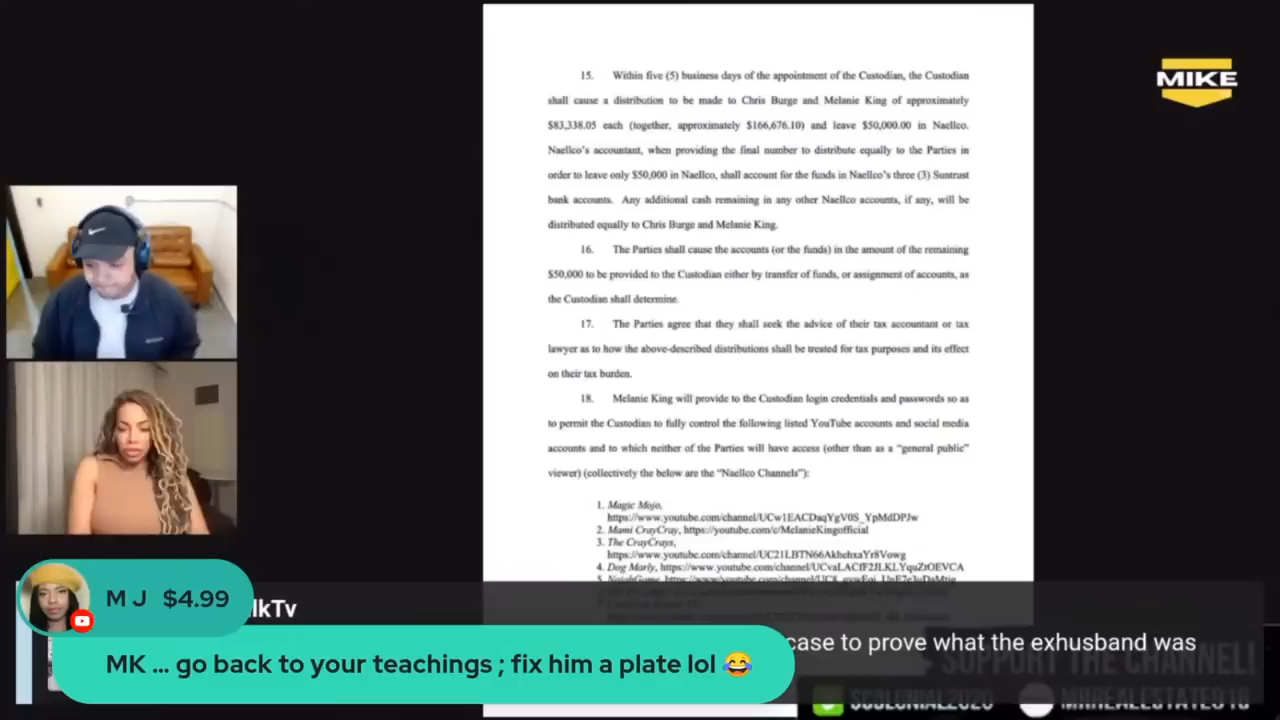 15. Within five (5) business days of the appointment of the Custodian, the Custodian
shall cause a distribution to be made to Chris Burge and Melanie King of approximately
$83,338.05 each (together, approximately $166,676.10) and leave $50,000.00 in Naellco.
Naellco's accountant, when providing the final number to distribute equally to the Parties in
order to leave only $50,000 in Naellco, shall account for the funds in Naellco's three (3) Suntrust
bank accounts. Any additional cash remaining in any other Naellco accounts, if any, will be
distributed equally to Chris Burge and Melanie King.
16. The Parties shall cause the accounts (or the funds) in the amount of the remaining
$50,000 to be provided to the Custodian either by transfer of funds, or assignment of accounts, as
the Custodian shall determine.
17. The Parties agree that they shall seek the advice of their tax accountant or tax
lawyer as to how the above-described distributions shall be treated for tax purposes and its effect
on their tax burden.
18. Melanie King will provide to the Custodian login credentials and passwords so as
to permit the Custodian to fully control the following listed YouTube accounts and social media
accounts and to which neither of the Parties will have access (other than as a "general public"
viewer) (collectively the below are the "Naellco Channels"):
1. Magic Mojo,
https://www.youtube.com/channel/UCw1EACDaqYgV0S_YpMdDPJw
2. Mami CrayCray, https://youtube.com/c/MelanieKingofficial
3. The CrayCrays,
https://www.youtube.com/channel/UC21LBTN66AkhehxaYr8Vowg
4. Dog Marly, https://www.youtube.com/channel/UCvaLACfF2JLKLYquZrOEVCA
MIKE
M J $4.99
lkTv
MK ... go back to your teachings ; fix him a plate lol 😂
case to prove what the exhusband was
SUPPORT THE CHANNEL!
$COLONIAL2020
MRREALESTATE916